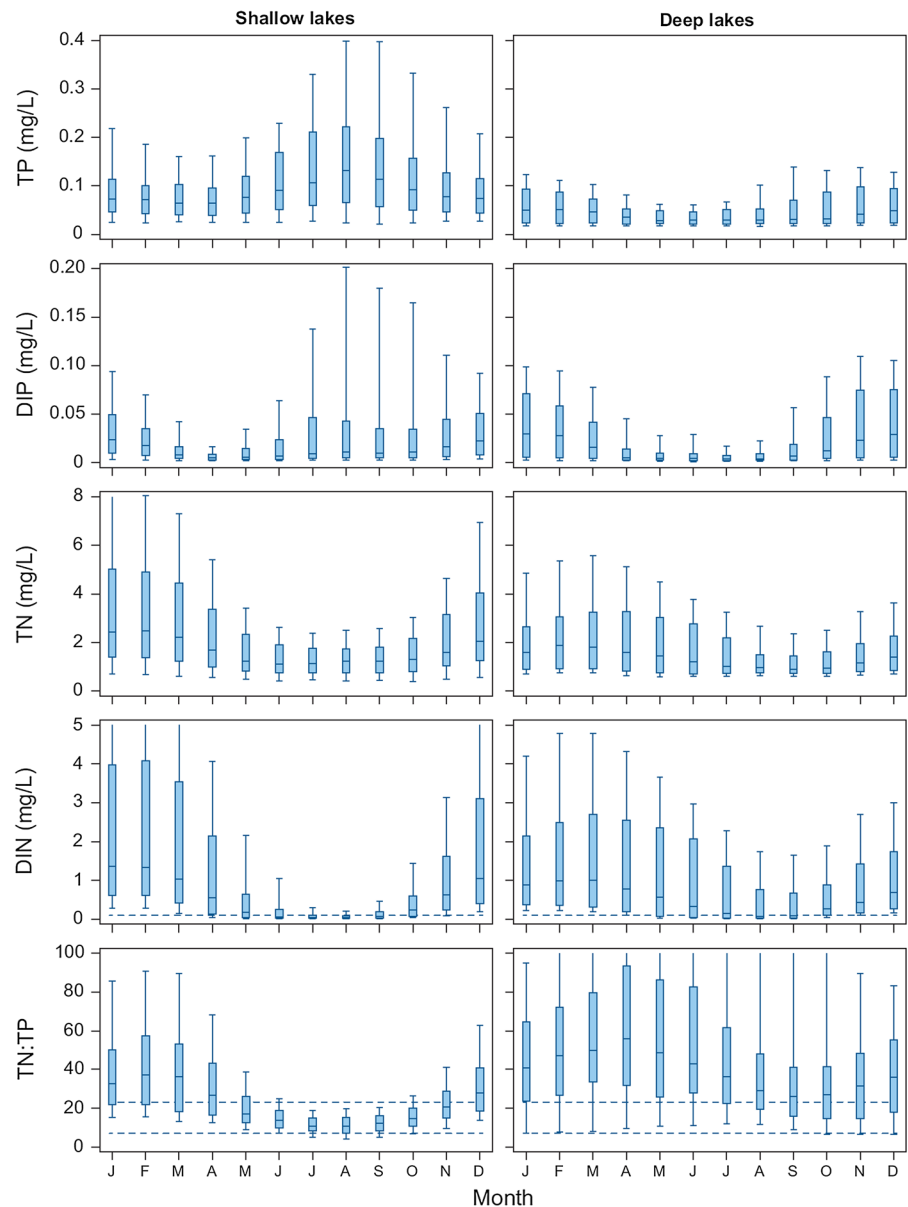 Shallow lakes
Deep lakes
TP (mg/L)
0.4
0.3
0.2
0.1
0
DIP (mg/L)
0.20
0.15
0.10
0.05
0
TN (mg/L)
8
6
4
2
0
DIN (mg/L)
5
4
3
2
1
0
TN:TP
100
80
60
40
20
0
J F M A M J J A S O N D
J F M A M J J A S O N D
Month